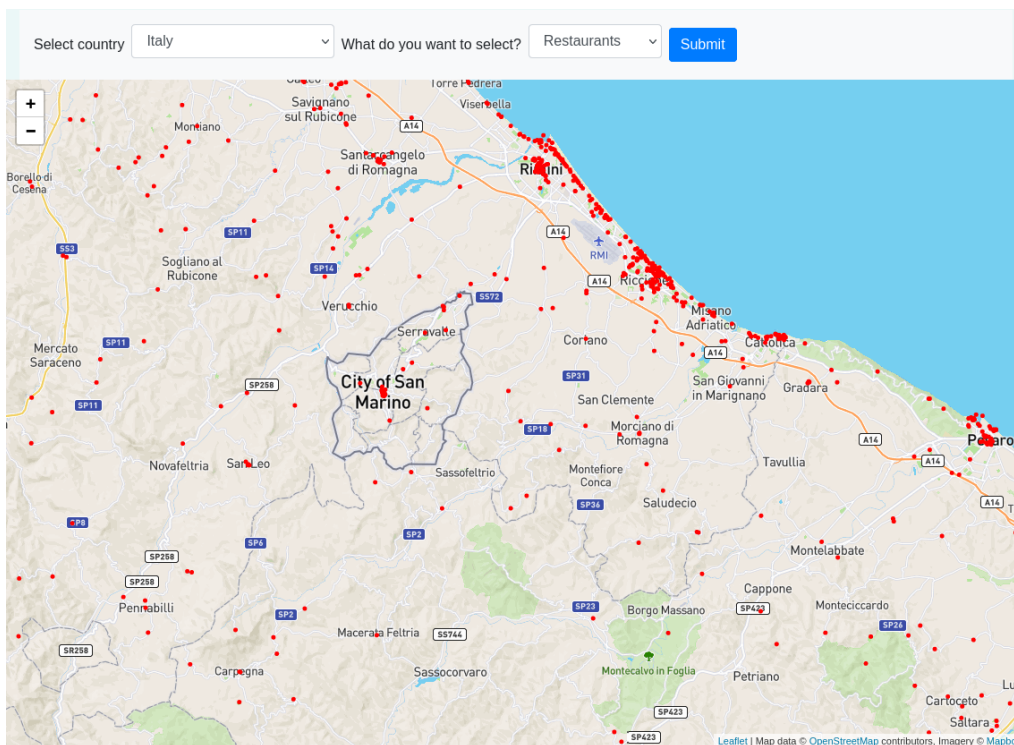 Select country Italy What do you want to select? Restaurants Submit
+
−
Torre Pedrera
Savignano
sul Rubicone
Viserbella
Montiano
A14
Santarcangelo
di Romagna
Rimini
Borello di
Cesena
SP11
A14
SS3
RMI
Sogliano al
Rubicone
SP14
A14
Riccione
SS72
Verucchio
Misano
Adriatico
Serravalle
SP11
Coriano
Cattolica
Mercato
Saraceno
A14
SP258
City of San
Marino
SP31
San Giovanni
in Marignano
Gradara
SP11
San Clemente
SP18
Morciano di
Romagna
A14
Pesaro
Novafeltria
San Leo
Sassofeltrio
Montefiore
Conca
Tavullia
A14
SP36
Saludecio
A14
SP8
SP2
SP6
Montelabbate
SP258
SP258
Cappone
Pennabilli
SP2
SP23
Borgo Massano
SP423
Monteciccardo
Macerata Feltria
SS744
SP26
SR258
Carpegna
Sassocorvaro
Montecalvo in Foglia
Petriano
Cartoceto
SP423
Saltara
SP423
Leaflet | Map data © OpenStreetMap contributors, Imagery © Mapbo